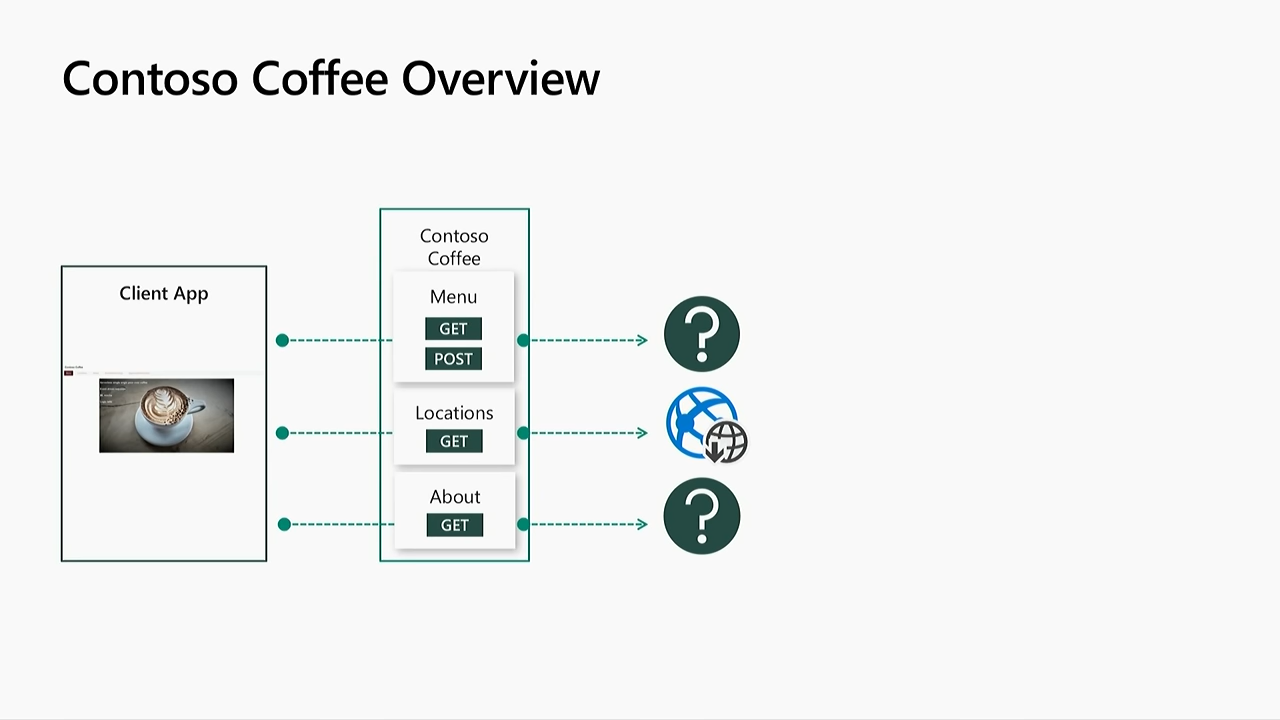 Contoso Coffee Overview
Client App
Contoso
Coffee
Menu
GET
POST
Locations
GET
About
GET
?
?